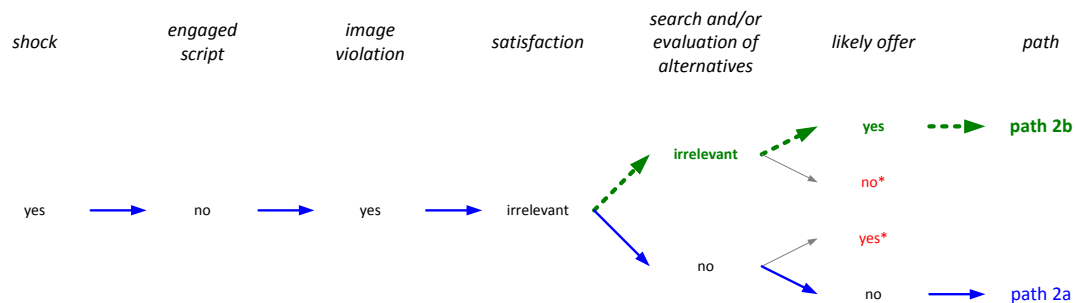 shock
engaged
script
image
violation
satisfaction
search and/or
evaluation of
alternatives
likely offer
path
yes
path 2b
irrelevant
no*
yes
no
yes
irrelevant
yes*
no
no
path 2a